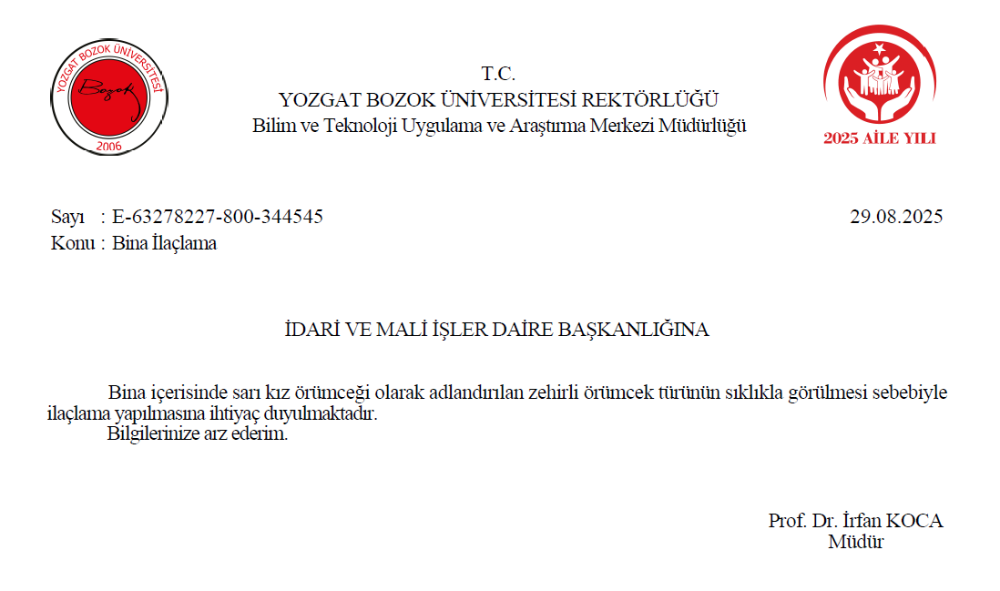 YOZGAT BOZOK ÜNİVERSİTESİ
Bozok
2006
T.C.
YOZGAT BOZOK ÜNİVERSİTESİ REKTÖRLÜĞÜ
Bilim ve Teknoloji Uygulama ve Araştırma Merkezi Müdürlüğü
2025 AİLE YILI
Sayı : E-63278227-800-344545
29.08.2025
Konu : Bina İlaçlama
İDARİ VE MALİ İŞLER DAİRE BAŞKANLIĞINA
Bina içerisinde sarı kız örümceği olarak adlandırılan zehirli örümcek türünün sıklıkla görülmesi sebebiyle
ilaçlama yapılmasına ihtiyaç duyulmaktadır.
Bilgilerinize arz ederim.
Prof. Dr. İrfan KOCA
Müdür